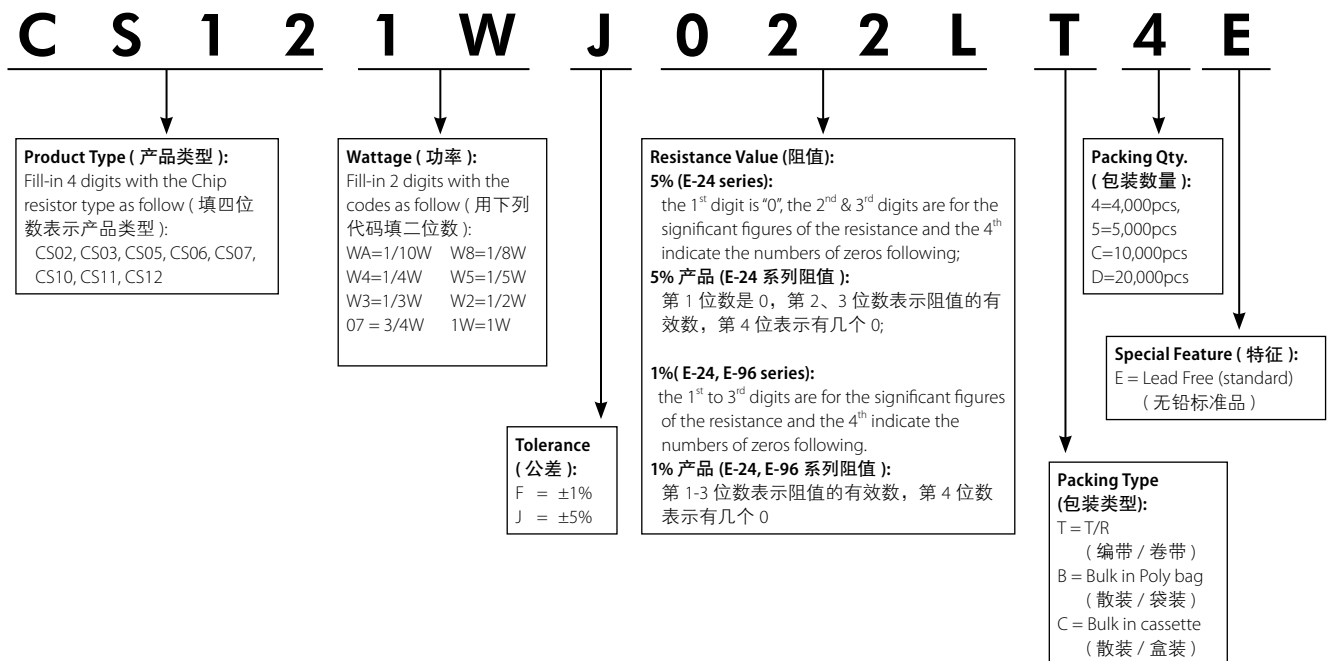 C S 1 2 1 W J 0 2 2 L T 4 E
Product Type ( 产品类型 ):
Fill-in 4 digits with the Chip
resistor type as follow ( 填四位
数表示产品类型 ):
CS02, CS03, CS05, CS06, CS07,
CS10, CS11, CS12
Wattage ( 功率 ):
Fill-in 2 digits with the
codes as follow ( 用下列
代码填二位数 ):
WA=1/10W W8=1/8W
W4=1/4W W5=1/5W
W3=1/3W W2=1/2W
07 = 3/4W 1W=1W
Tolerance
( 公差 ):
F = ±1%
J = ±5%
Resistance Value (阻值):
5% (E-24 series):
the 1st digit is "0", the 2nd & 3rd digits are for the
significant figures of the resistance and the 4th
indicate the numbers of zeros following;
5% 产品 (E-24 系列阻值 ):
第 1 位数是 0，第 2、3 位数表示阻值的有
效数，第 4 位表示有几个 0;
1%( E-24, E-96 series):
the 1st to 3rd digits are for the significant figures
of the resistance and the 4th indicate the
numbers of zeros following.
1% 产品 (E-24, E-96 系列阻值 ):
第 1-3 位数表示阻值的有效数，第 4 位数
表示有几个 0
Packing Type
(包装类型):
T = T/R
( 编带 / 卷带 )
B = Bulk in Poly bag
( 散装 / 袋装 )
C = Bulk in cassette
( 散装 / 盒装 )
Packing Qty.
( 包装数量 ):
4=4,000pcs,
5=5,000pcs
C=10,000pcs
D=20,000pcs
Special Feature ( 特征 ):
E = Lead Free (standard)
( 无铅标准品 )